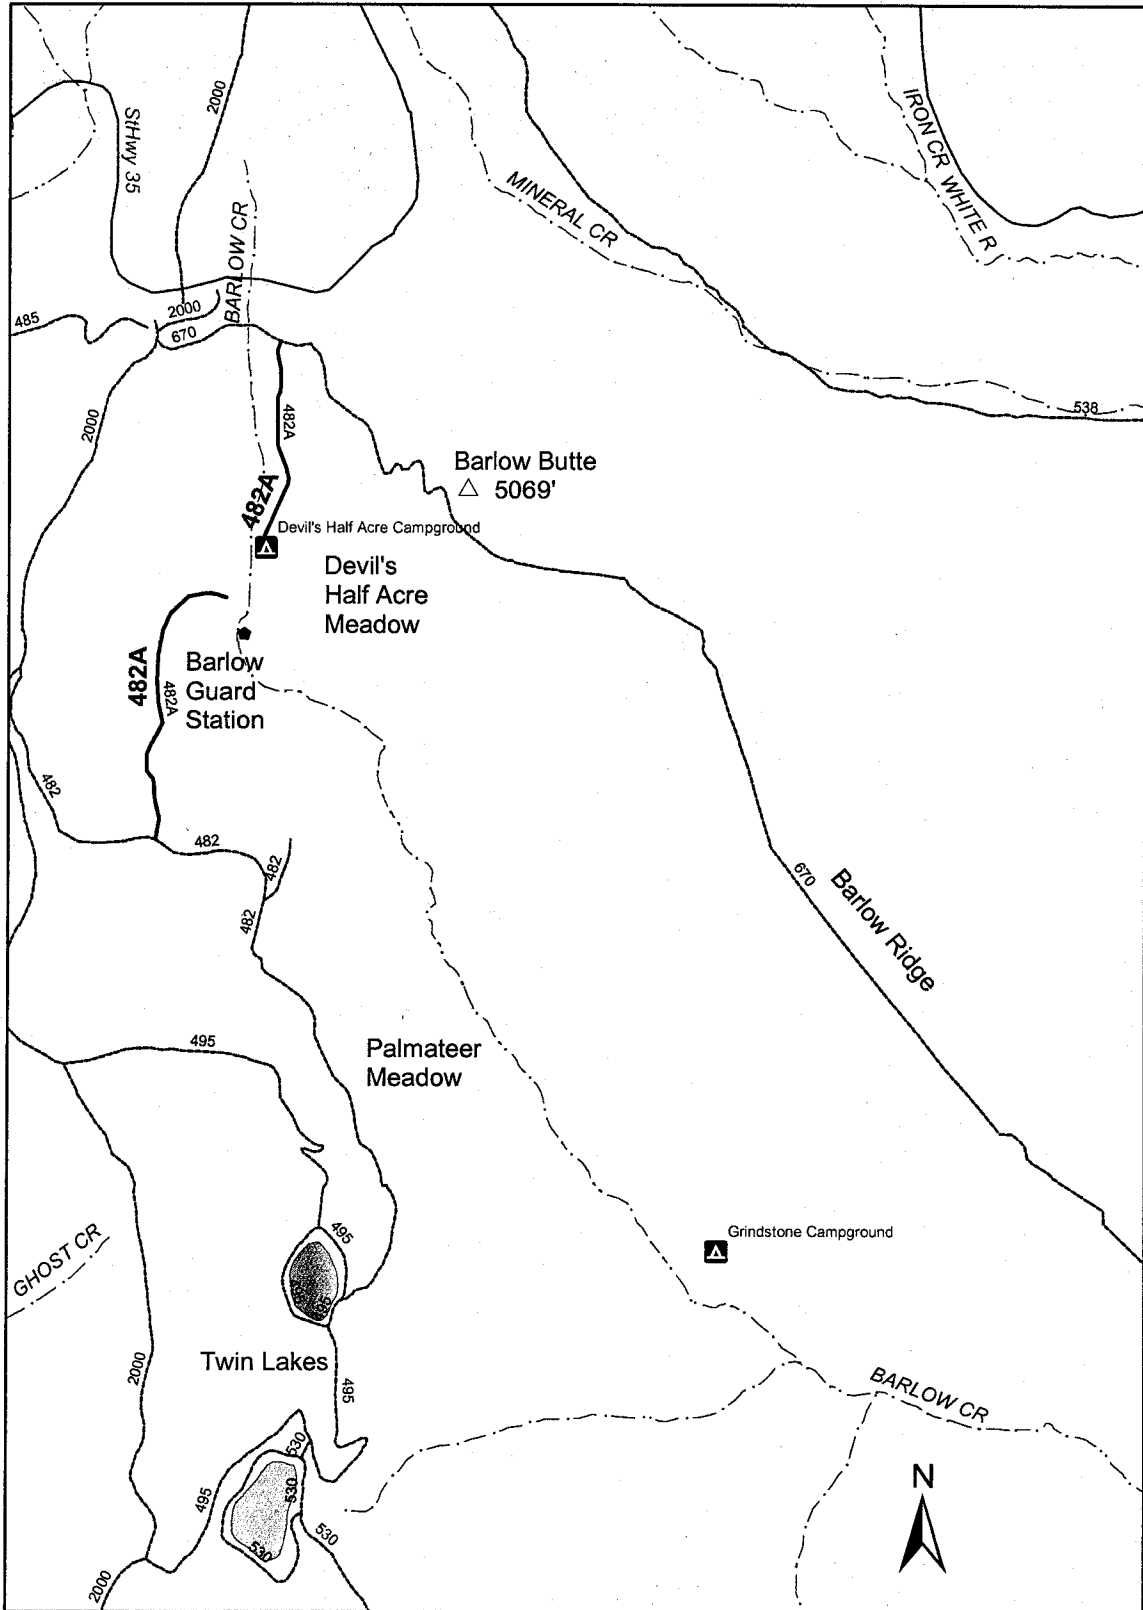 2000
StHwy 35
IRON CR
WHITE R
MINERAL CR
BARLOW CR
2000
485
670
538
2000
482A
Barlow Butte
5069'
482A
Devil's Half Acre Campground
Devil's
Half Acre
Meadow
482A
482A
Barlow
Guard
Station
482
482
482
482
670
Barlow Ridge
495
Palmateer
Meadow
GHOST CR
495
Grindstone Campground
495
495
Twin Lakes
2000
495
BARLOW CR
530
N
495
530
530
530
2000